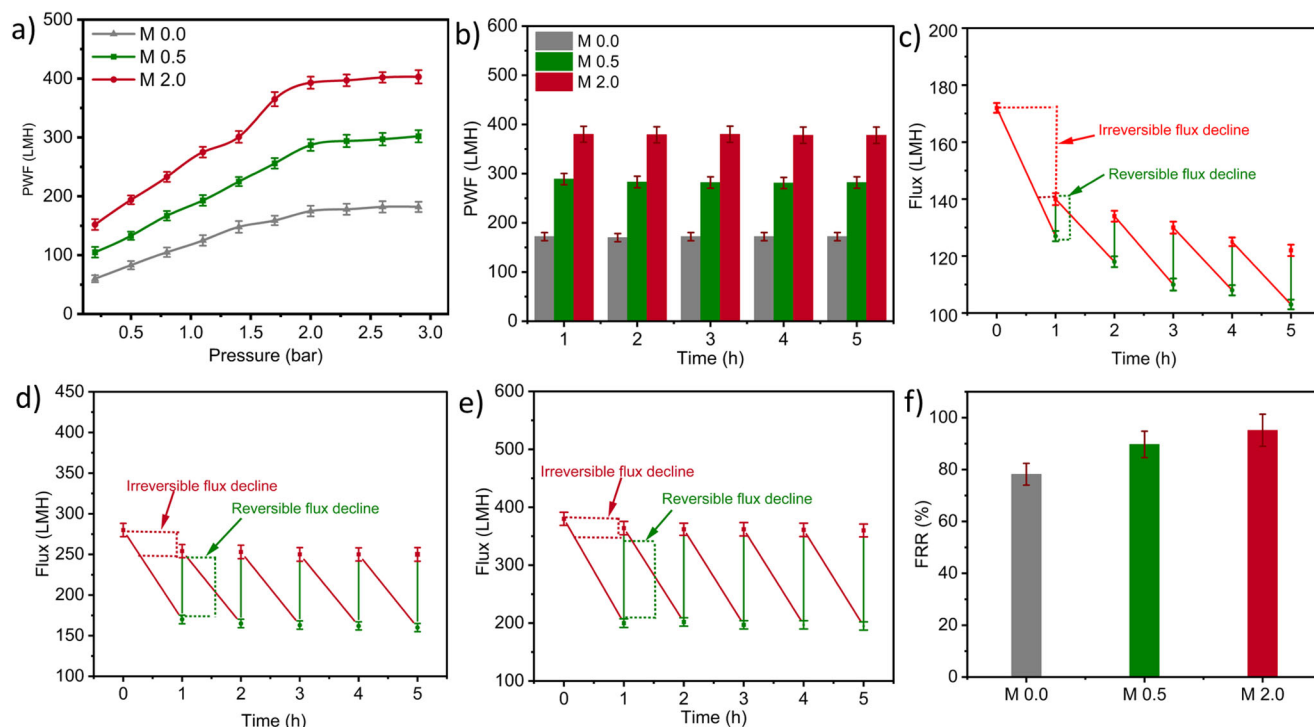 a)
500
400
300
200
100
0
PWF (LMH)
0.5
1.0
1.5
2.0
2.5
3.0
Pressure (bar)
M 0.0
M 0.5
M 2.0
b)
600
500
400
300
200
100
0
PWF (LMH)
1
2
3
4
5
Time (h)
M 0.0
M 0.5
M 2.0
c)
200
180
160
140
120
100
Flux (LMH)
0
1
2
3
4
5
Time (h)
Irreversible flux decline
Reversible flux decline
d)
450
400
350
300
250
200
150
100
Flux (LMH)
0
1
2
3
4
5
Time (h)
Irreversible flux decline
Reversible flux decline
e)
600
500
400
300
200
100
Flux (LMH)
0
1
2
3
4
5
Time (h)
Irreversible flux decline
Reversible flux decline
f)
100
80
60
40
20
0
FRR (%)
M 0.0
M 0.5
M 2.0